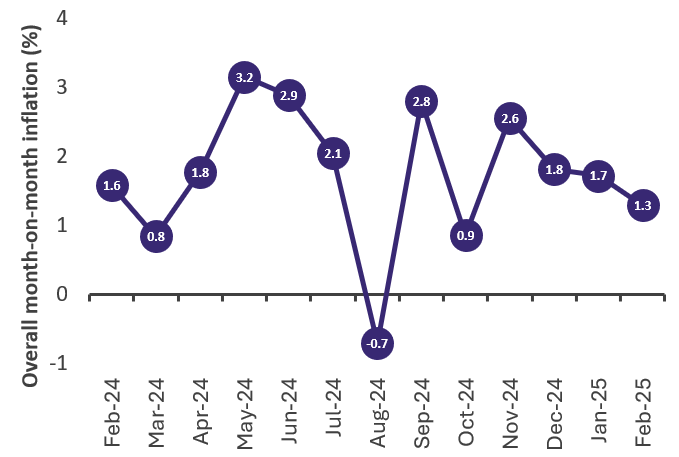 Overall month-on-month inflation (%)
4
3
2
1
0
-1
1.6
0.8
1.8
3.2
2.9
2.1
-0.7
2.8
0.9
2.6
1.8
1.7
1.3
Feb-24
Mar-24
Apr-24
May-24
Jun-24
Jul-24
Aug-24
Sep-24
Oct-24
Nov-24
Dec-24
Jan-25
Feb-25